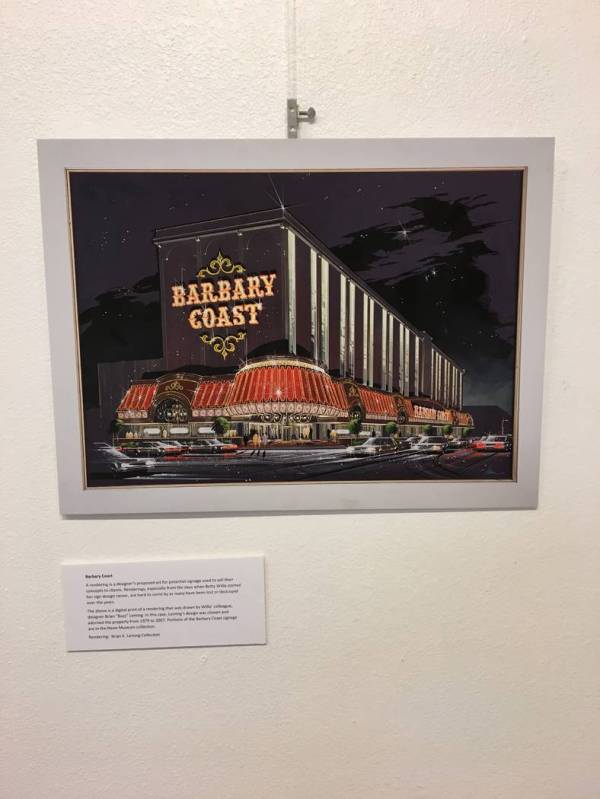 BARBARY
COAST
BARBARY COAST
Barbary Coast
A rendering is a designer's proposed art for potential signage used to sell their
concepts to clients. Renderings, especially from the days when Betty Willis started
her sign design career, are hard to come by as many have been lost or destroyed
over the years.
The above is a digital print of a rendering that was drawn by Willis' colleague,
designer Brian "Buzz" Leming. In this case, Leming's design was chosen and
adorned the property from 1979 to 2007. Portions of the Barbary Coast signage
are in the Neon Museum collection.
Rendering: Brian K. Leming Collection